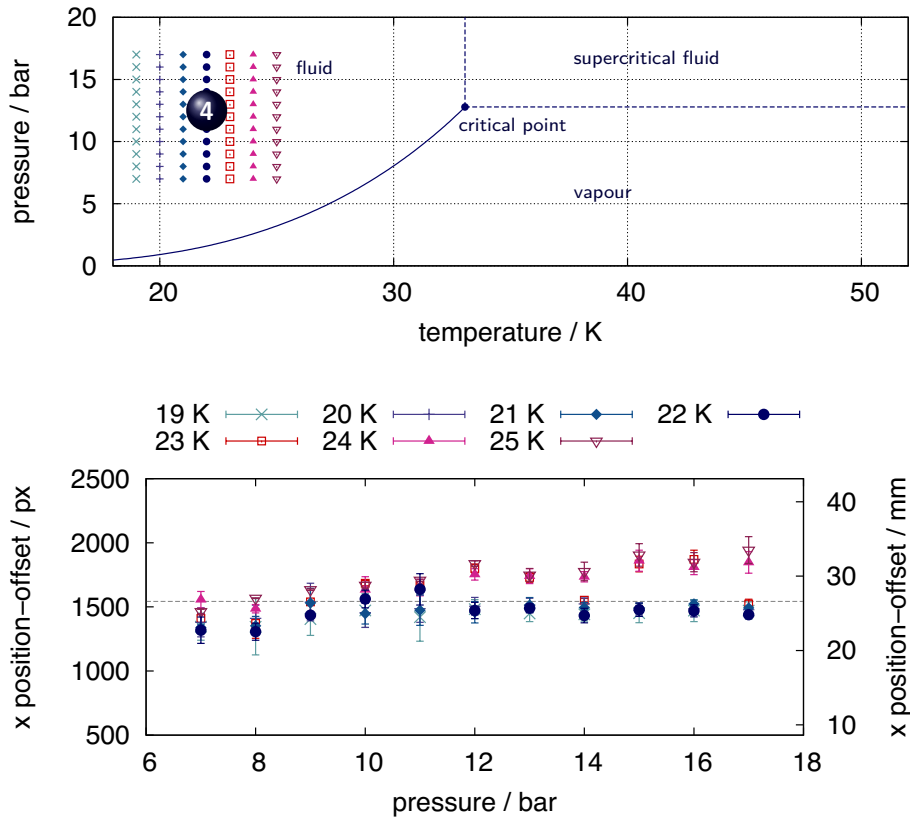 20
15
10
5
0
pressure / bar
fluid
supercritical fluid
4
critical point
vapour
20 30 40 50
temperature / K
19 K 20 K 21 K 22 K
23 K 24 K 25 K
2500
2000
1500
1000
500
x position−offset / px
40
30
20
10
x position−offset / mm
6 8 10 12 14 16 18
pressure / bar